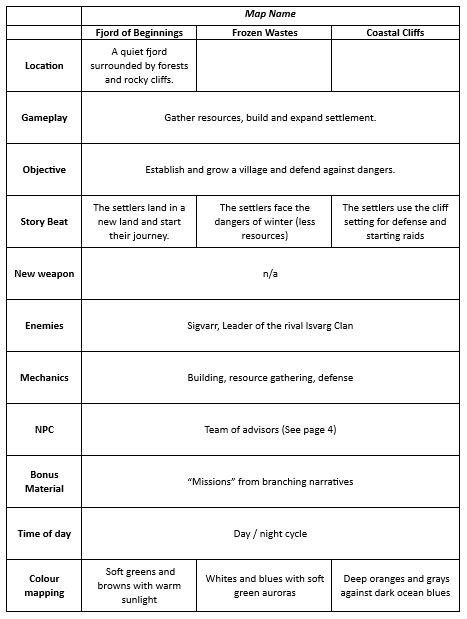 Map Name
Fjord of Beginnings Frozen Wastes Coastal Cliffs
Location
A quiet fjord
surrounded by forests
and rocky cliffs.
Gameplay
Gather resources, build and expand settlement.
Objective
Establish and grow a village and defend against dangers.
Story Beat
The settlers land in a
new land and start
their journey.
The settlers face the
dangers of winter (less
resources)
The settlers use the cliff
setting for defense and
starting raids
New weapon
n/a
Enemies
Sigvarr, Leader of the rival Isvarg Clan
Mechanics
Building, resource gathering, defense
NPC
Team of advisors (See page 4)
Bonus
Material
“Missions” from branching narratives
Time of day
Day / night cycle
Colour
mapping
Soft greens and
browns with warm
sunlight
Whites and blues with soft
green auroras
Deep oranges and grays
against dark ocean blues